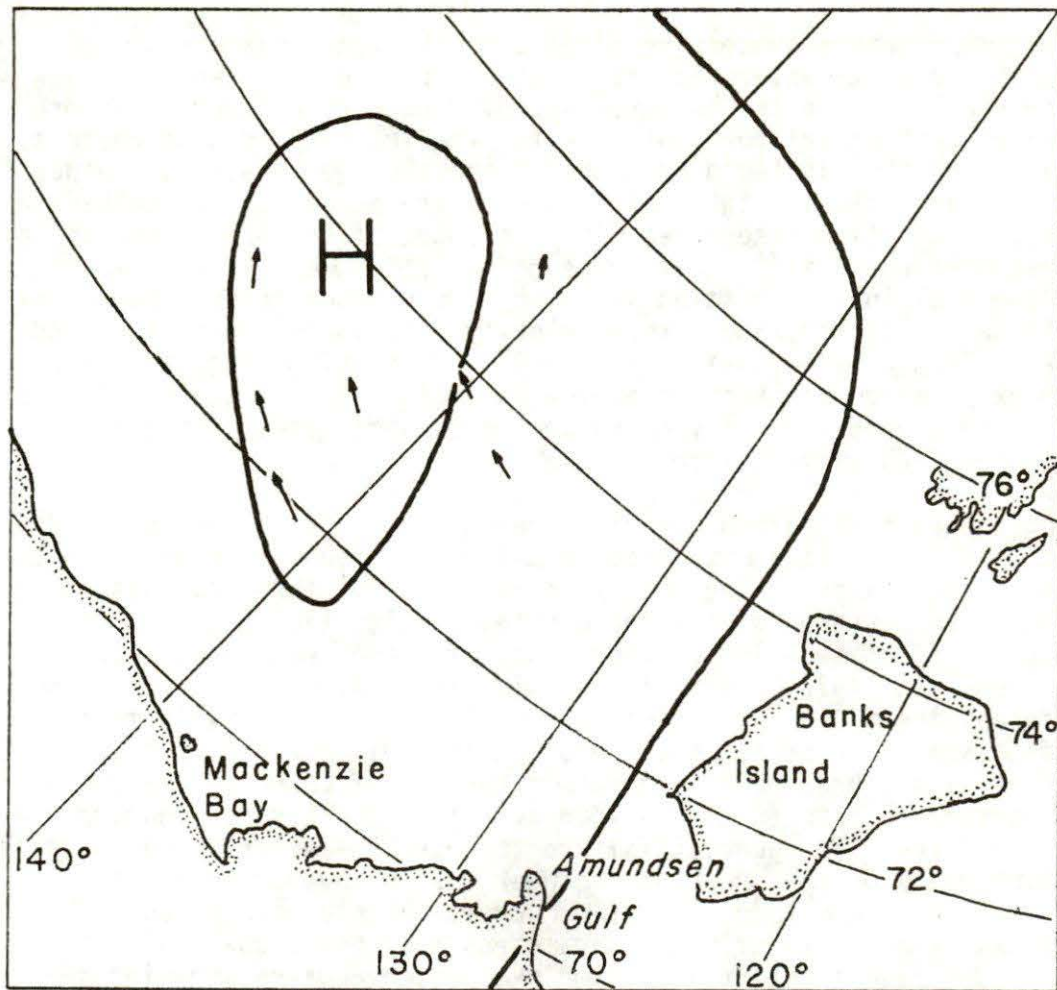 H
76°
Banks
Island
74°
Mackenzie
Bay
140°
Amundsen
Gulf
72°
130°
70°
120°